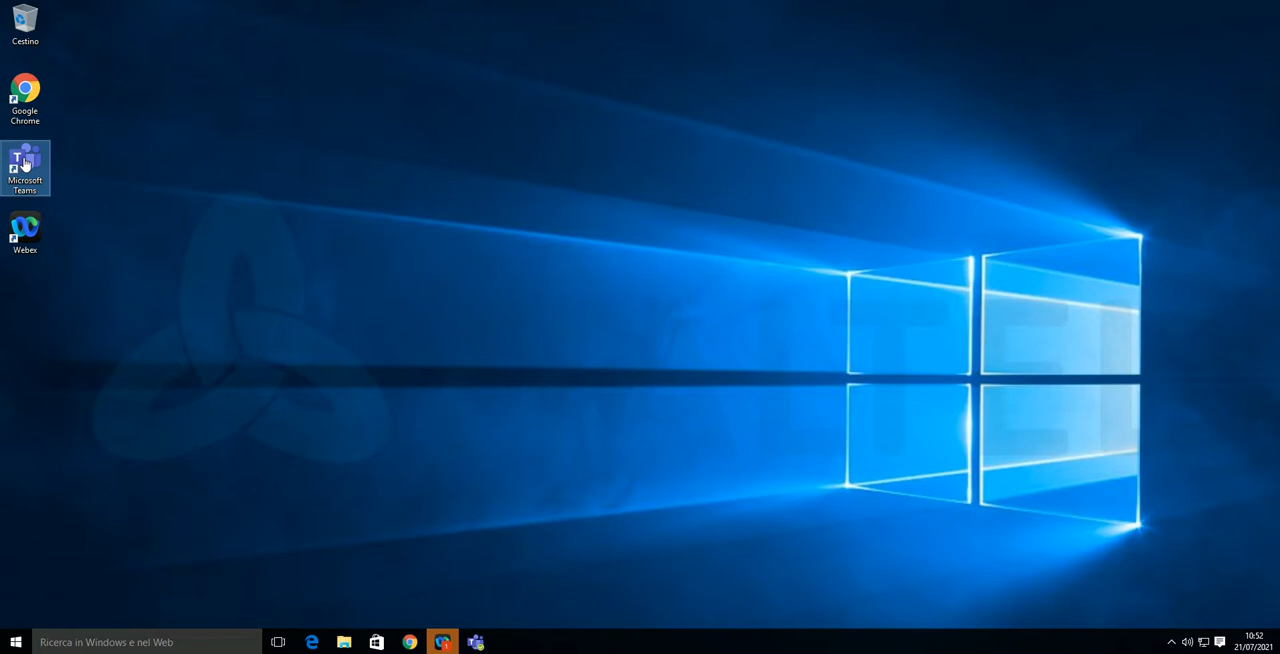 Cestino
Google
Chrome
Microsoft
Teams
Webex
Ricerca in Windows e nel Web
10:52
21/07/2021